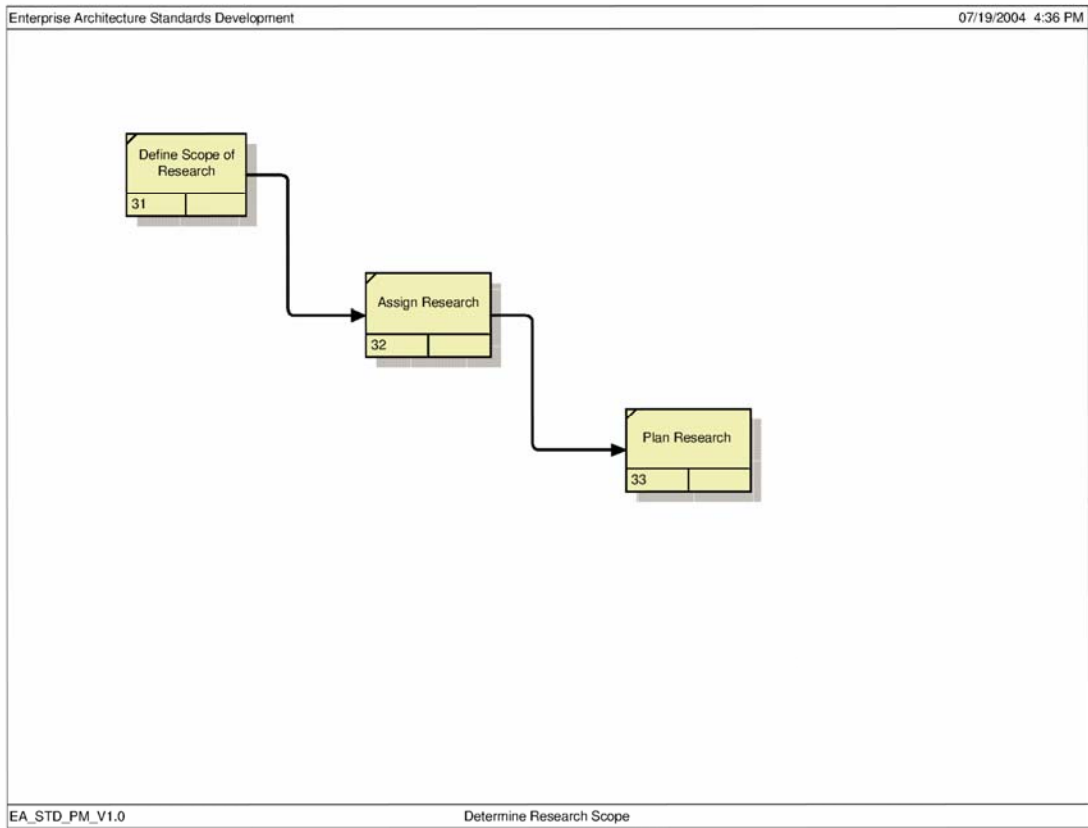 Enterprise Architecture Standards Development
07/19/2004 4:36 PM
Define Scope of
Research
31
Assign Research
32
Plan Research
33
EA_STD_PM_V1.0
Determine Research Scope